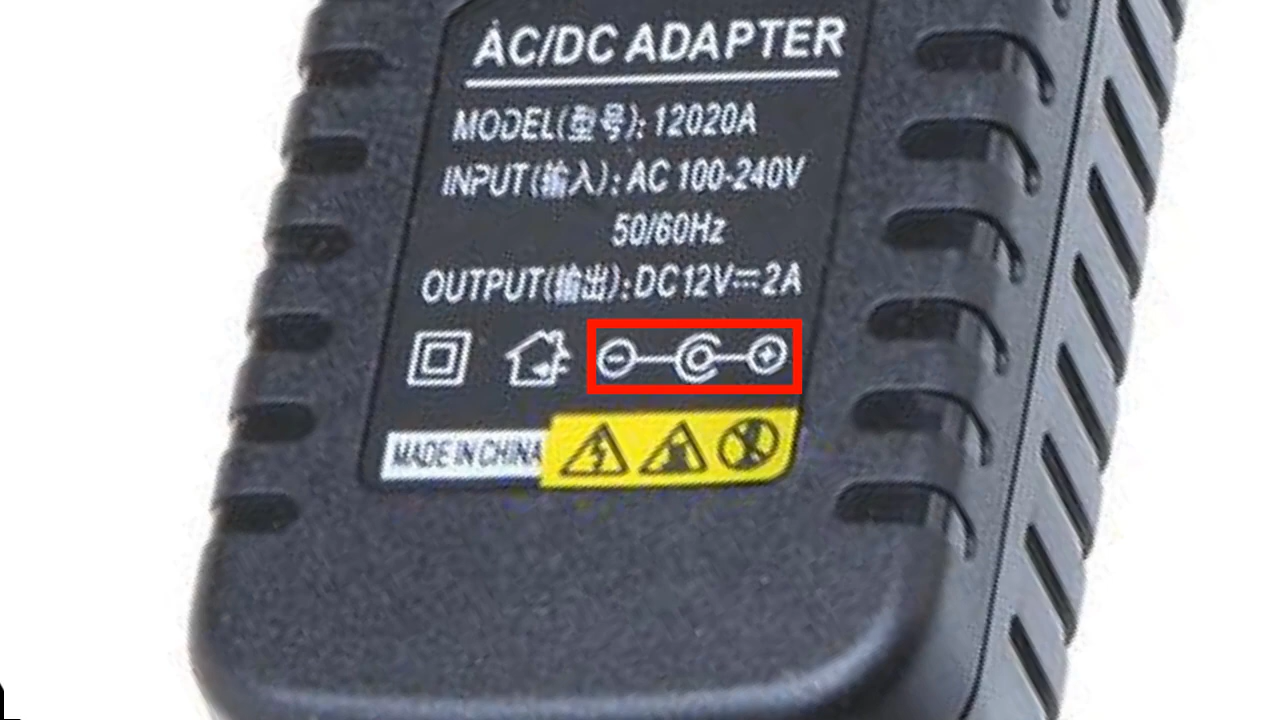 AC/DC ADAPTER
MODEL(型号): 12020A
INPUT(输入): AC 100-240V
50/60Hz
OUTPUT(输出): DC12V⎓2A
MADE IN CHINA